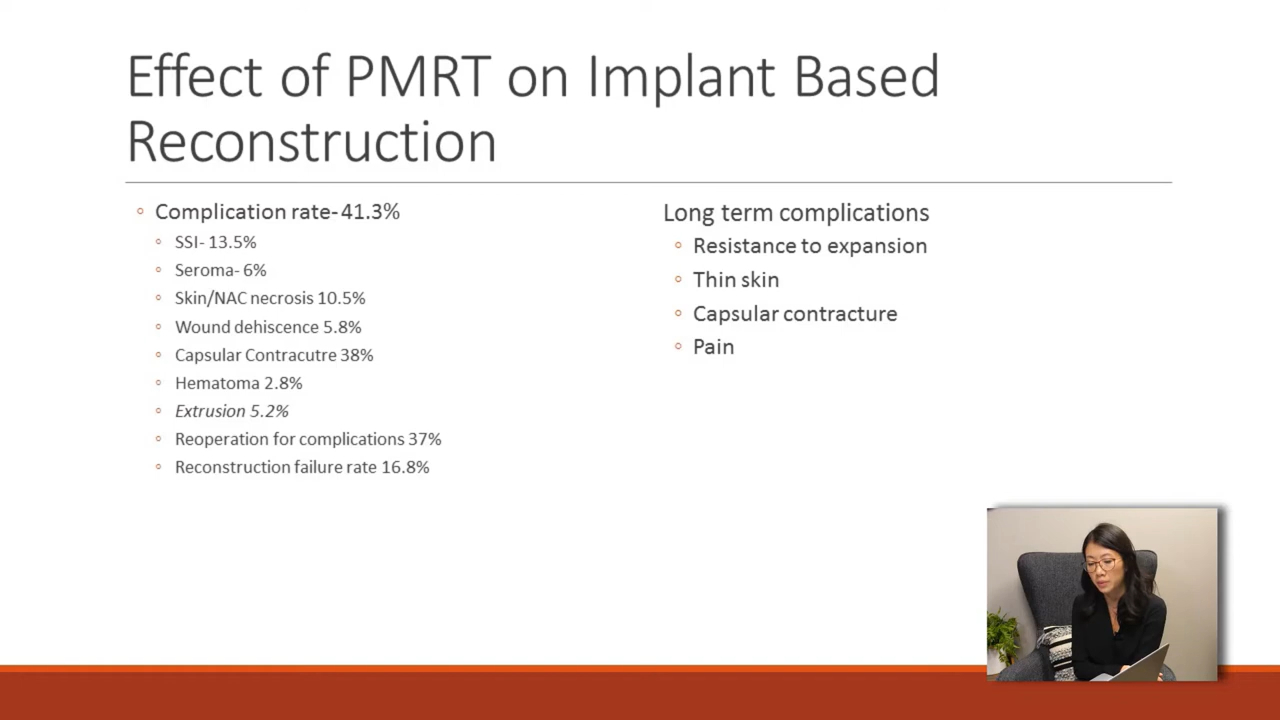 Effect of PMRT on Implant Based
Reconstruction
Complication rate- 41.3%
SSI- 13.5%
Seroma- 6%
Skin/NAC necrosis 10.5%
Wound dehiscence 5.8%
Capsular Contracutre 38%
Hematoma 2.8%
Extrusion 5.2%
Reoperation for complications 37%
Reconstruction failure rate 16.8%
Long term complications
Resistance to expansion
Thin skin
Capsular contracture
Pain